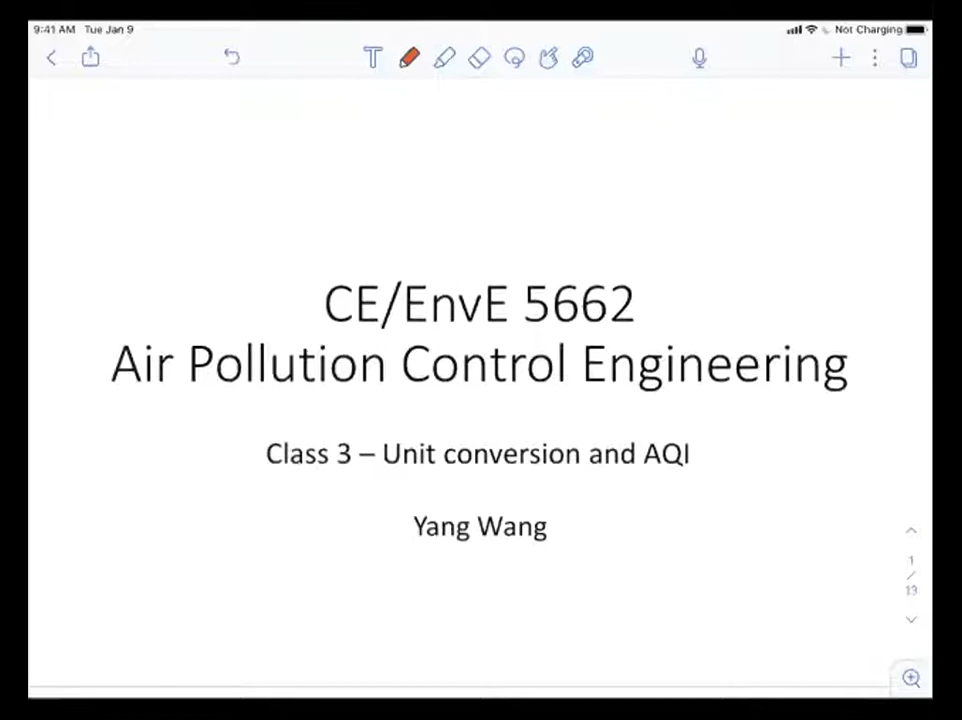 9:41 AM Tue Jan 9
Not Charging
CE/EnvE 5662
Air Pollution Control Engineering
Class 3 – Unit conversion and AQI
Yang Wang
1
/
13